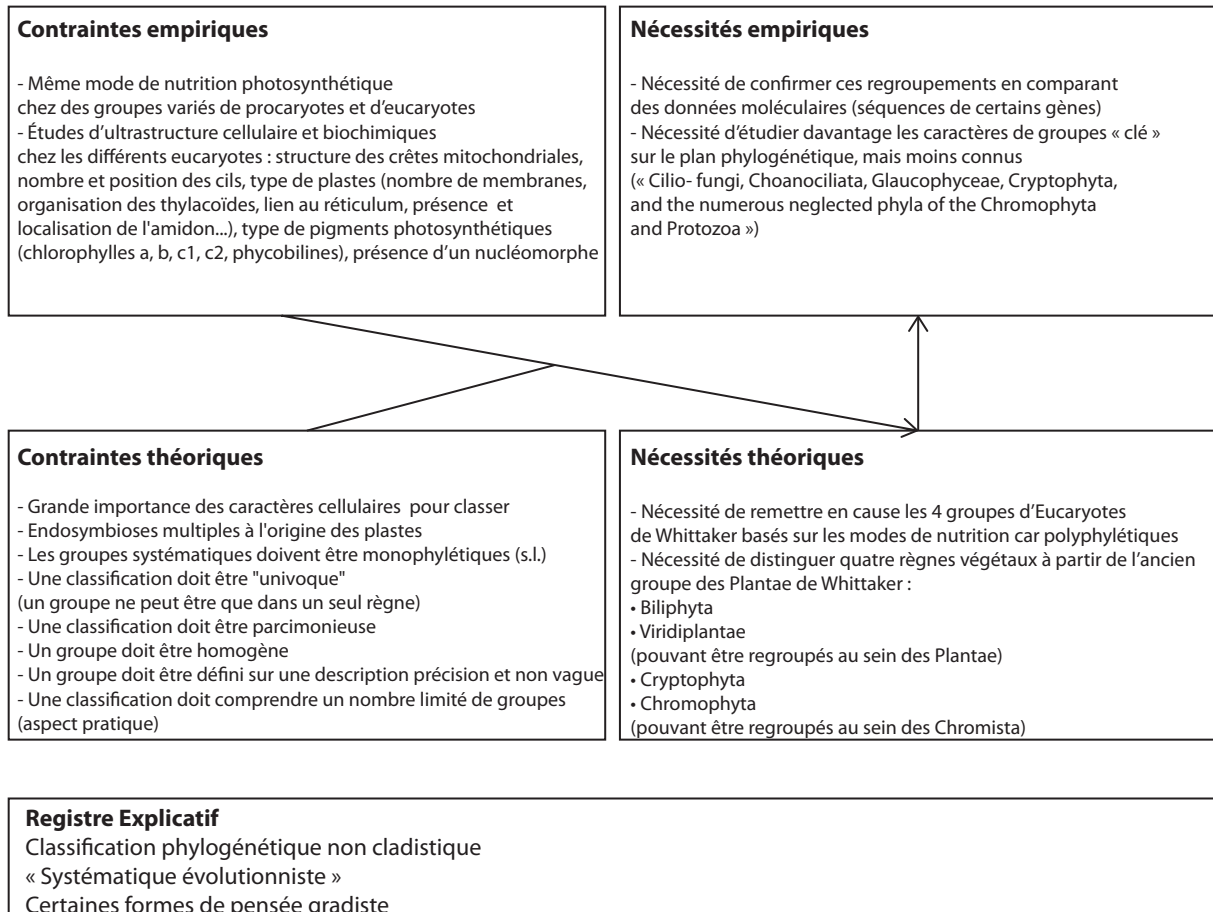 Contraintes empiriques
- Même mode de nutrition photosynthétique
chez des groupes variés de procaryotes et d’eucaryotes
- Études d’ultrastructure cellulaire et biochimiques
chez les différents eucaryotes : structure des crêtes mitochondriales,
nombre et position des cils, type de plastes (nombre de membranes,
organisation des thylacoïdes, lien au réticulum, présence et
localisation de l'amidon...), type de pigments photosynthétiques
(chlorophylles a, b, c1, c2, phycobilines), présence d’un nucléomorphe
Nécessités empiriques
- Nécessité de confirmer ces regroupements en comparant
des données moléculaires (séquences de certains gènes)
- Nécessité d’étudier davantage les caractères de groupes « clé »
sur le plan phylogénétique, mais moins connus
(« Cilio- fungi, Choanociliata, Glaucophyceae, Cryptophyta,
and the numerous neglected phyla of the Chromophyta
and Protozoa »)
Contraintes théoriques
- Grande importance des caractères cellulaires pour classer
- Endosymbioses multiples à l'origine des plastes
- Les groupes systématiques doivent être monophylétiques (s.l.)
- Une classification doit être "univoque"
(un groupe ne peut être que dans un seul règne)
- Une classification doit être parcimonieuse
- Un groupe doit être homogène
- Un groupe doit être défini sur une description précision et non vague
- Une classification doit comprendre un nombre limité de groupes
(aspect pratique)
Nécessités théoriques
- Nécessité de remettre en cause les 4 groupes d’Eucaryotes
de Whittaker basés sur les modes de nutrition car polyphylétiques
- Nécessité de distinguer quatre règnes végétaux à partir de l’ancien
groupe des Plantae de Whittaker :
• Biliphyta
• Viridiplantae
(pouvant être regroupés au sein des Plantae)
• Cryptophyta
• Chromophyta
(pouvant être regroupés au sein des Chromista)
Registre Explicatif
Classification phylogénétique non cladistique
« Systématique évolutionniste »
Certaines formes de pensée gradiste